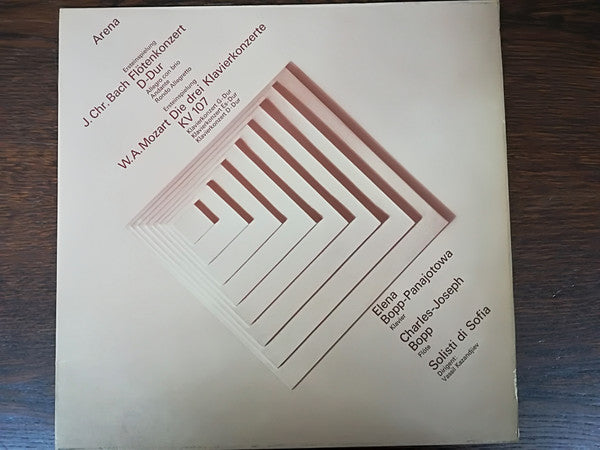 Arena
Ersteinspielung
J. Chr. Bach Flötenkonzert
D-Dur
Allegro con brio
Andante
Rondo Allegretto
Ersteinspielung
W. A. Mozart Die drei Klavierkonzerte
KV 107
Klavierkonzert G-Dur
Klavierkonzert Es-Dur
Klavierkonzert D-Dur
Elena
Bopp-Panajotowa
Klavier
Charles-Joseph
Bopp
Flöte
Solisti di Sofia
Dirigent:
Vassil Kazandjiev